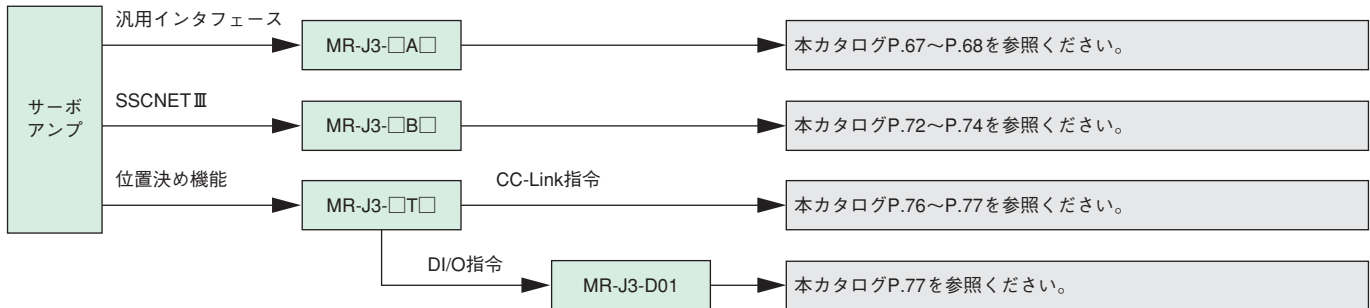 汎用インタフェース
MR-J3-□A□
本カタログP.67～P.68を参照ください。
サーボ
アンプ
SSCNETⅢ
MR-J3-□B□
本カタログP.72～P.74を参照ください。
位置決め機能
MR-J3-□T□
CC-Link指令
本カタログP.76～P.77を参照ください。
DI/O指令
MR-J3-D01
本カタログP.77を参照ください。